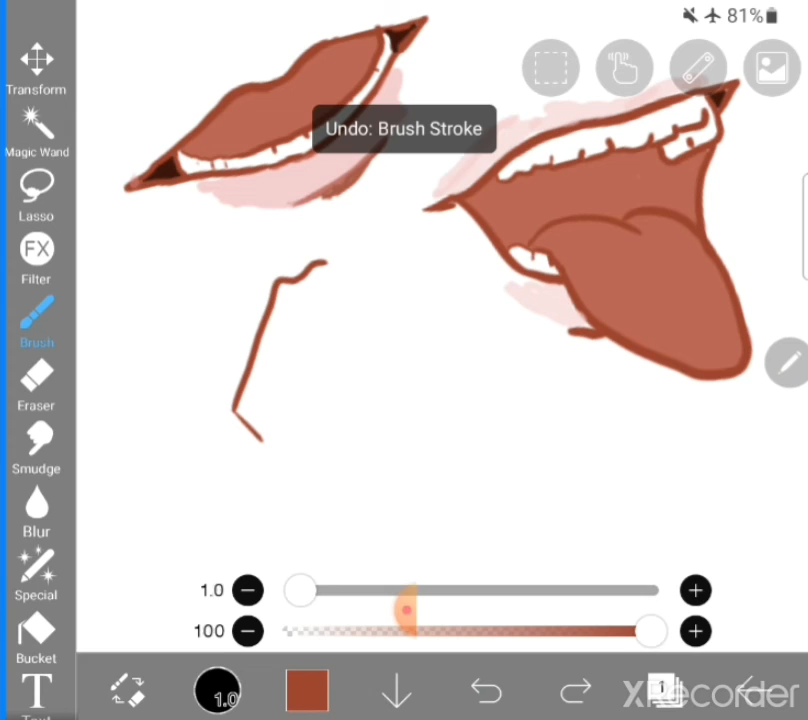 81%
Transform
Magic Wand
Lasso
FX
Filter
Undo: Brush Stroke
Brush
Eraser
Smudge
Blur
Special
1.0
100
Bucket
T
1.0
1
XRecorder